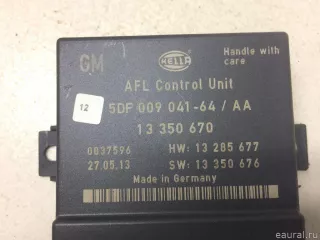 GM
HELLA
Handle with
care
AFL Control Unit
12
5DF 009 041-64 / AA
13 350 670
0837596
HW: 13 285 677
27.05.13
SW: 13 350 676
Made in Germany
© eaural.ru